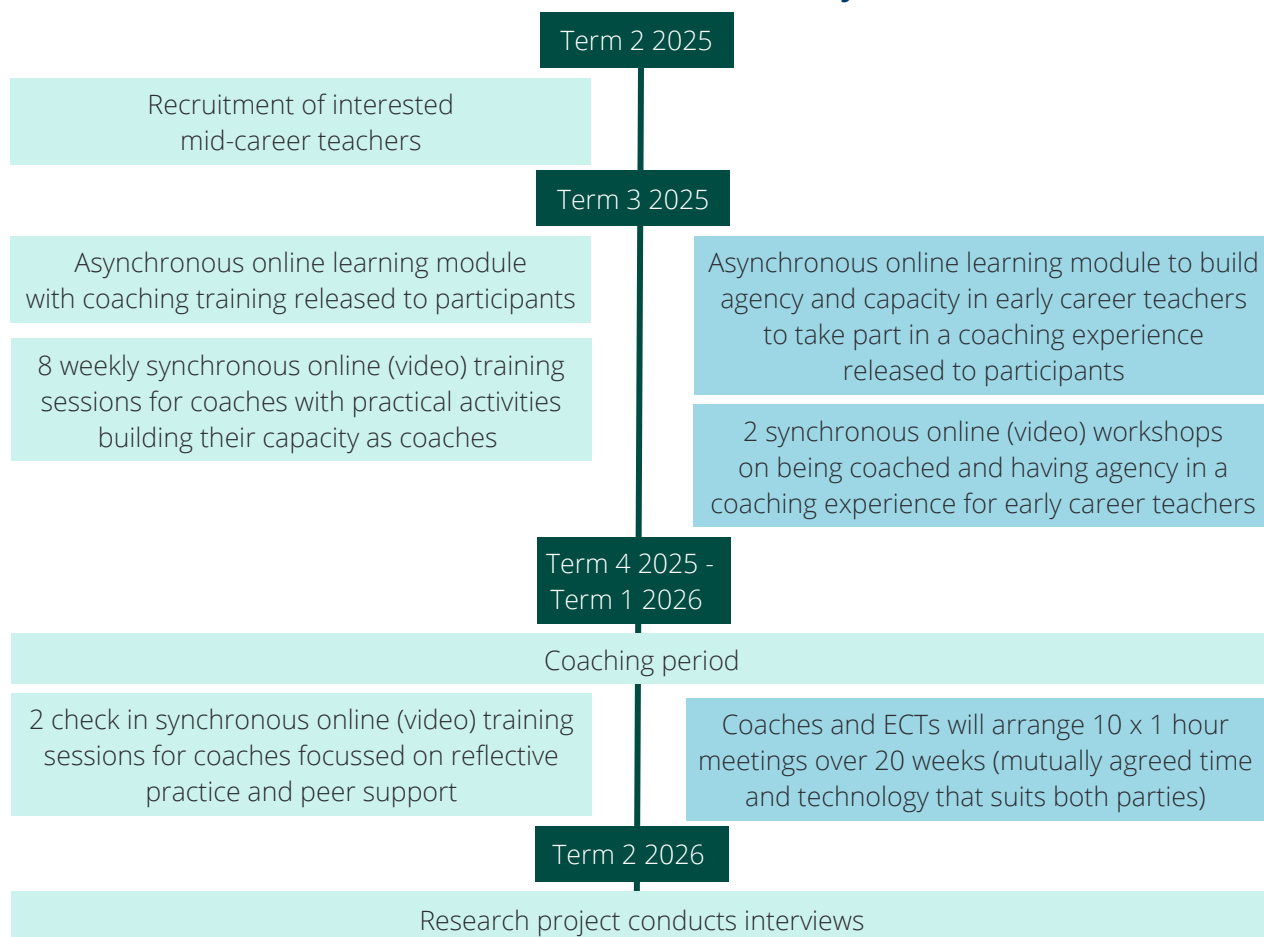 Term 2 2025
Recruitment of interested
mid-career teachers
Term 3 2025
Asynchronous online learning module
with coaching training released to participants
8 weekly synchronous online (video) training
sessions for coaches with practical activities
building their capacity as coaches
Asynchronous online learning module to build
agency and capacity in early career teachers
to take part in a coaching experience
released to participants
2 synchronous online (video) workshops
on being coached and having agency in a
coaching experience for early career teachers
Term 4 2025 -
Term 1 2026
Coaching period
2 check in synchronous online (video) training
sessions for coaches focussed on reflective
practice and peer support
Coaches and ECTs will arrange 10 x 1 hour
meetings over 20 weeks (mutually agreed time
and technology that suits both parties)
Term 2 2026
Research project conducts interviews